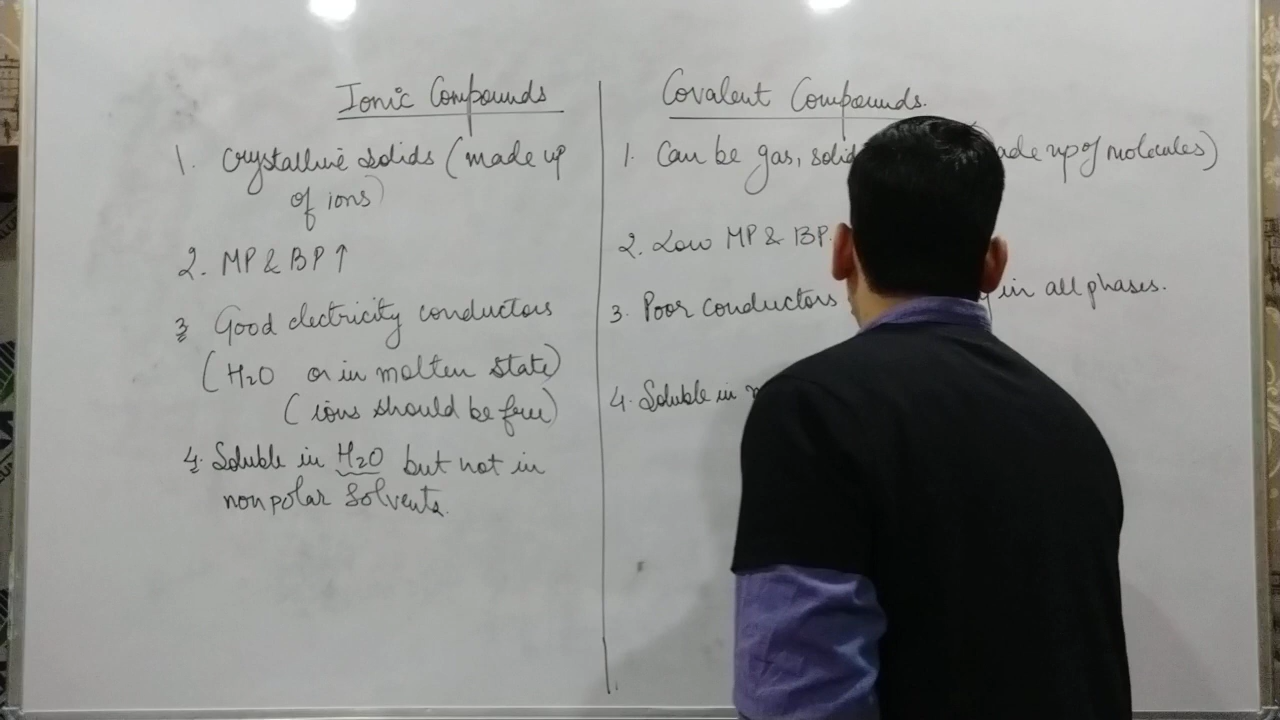 Ionic Compounds
1. Crystalline solids (made up
of ions)
2. MP & BP ↑
3 Good electricity conductors
(H2O or in molten state)
(ions should be free)
4. Soluble in H2O but not in
nonpolar Solvents.
Covalent Compounds.
1. Can be gas, solid made up of molecules)
2. Low MP & BP.
3. Poor conductors in all phases.
4. Soluble in